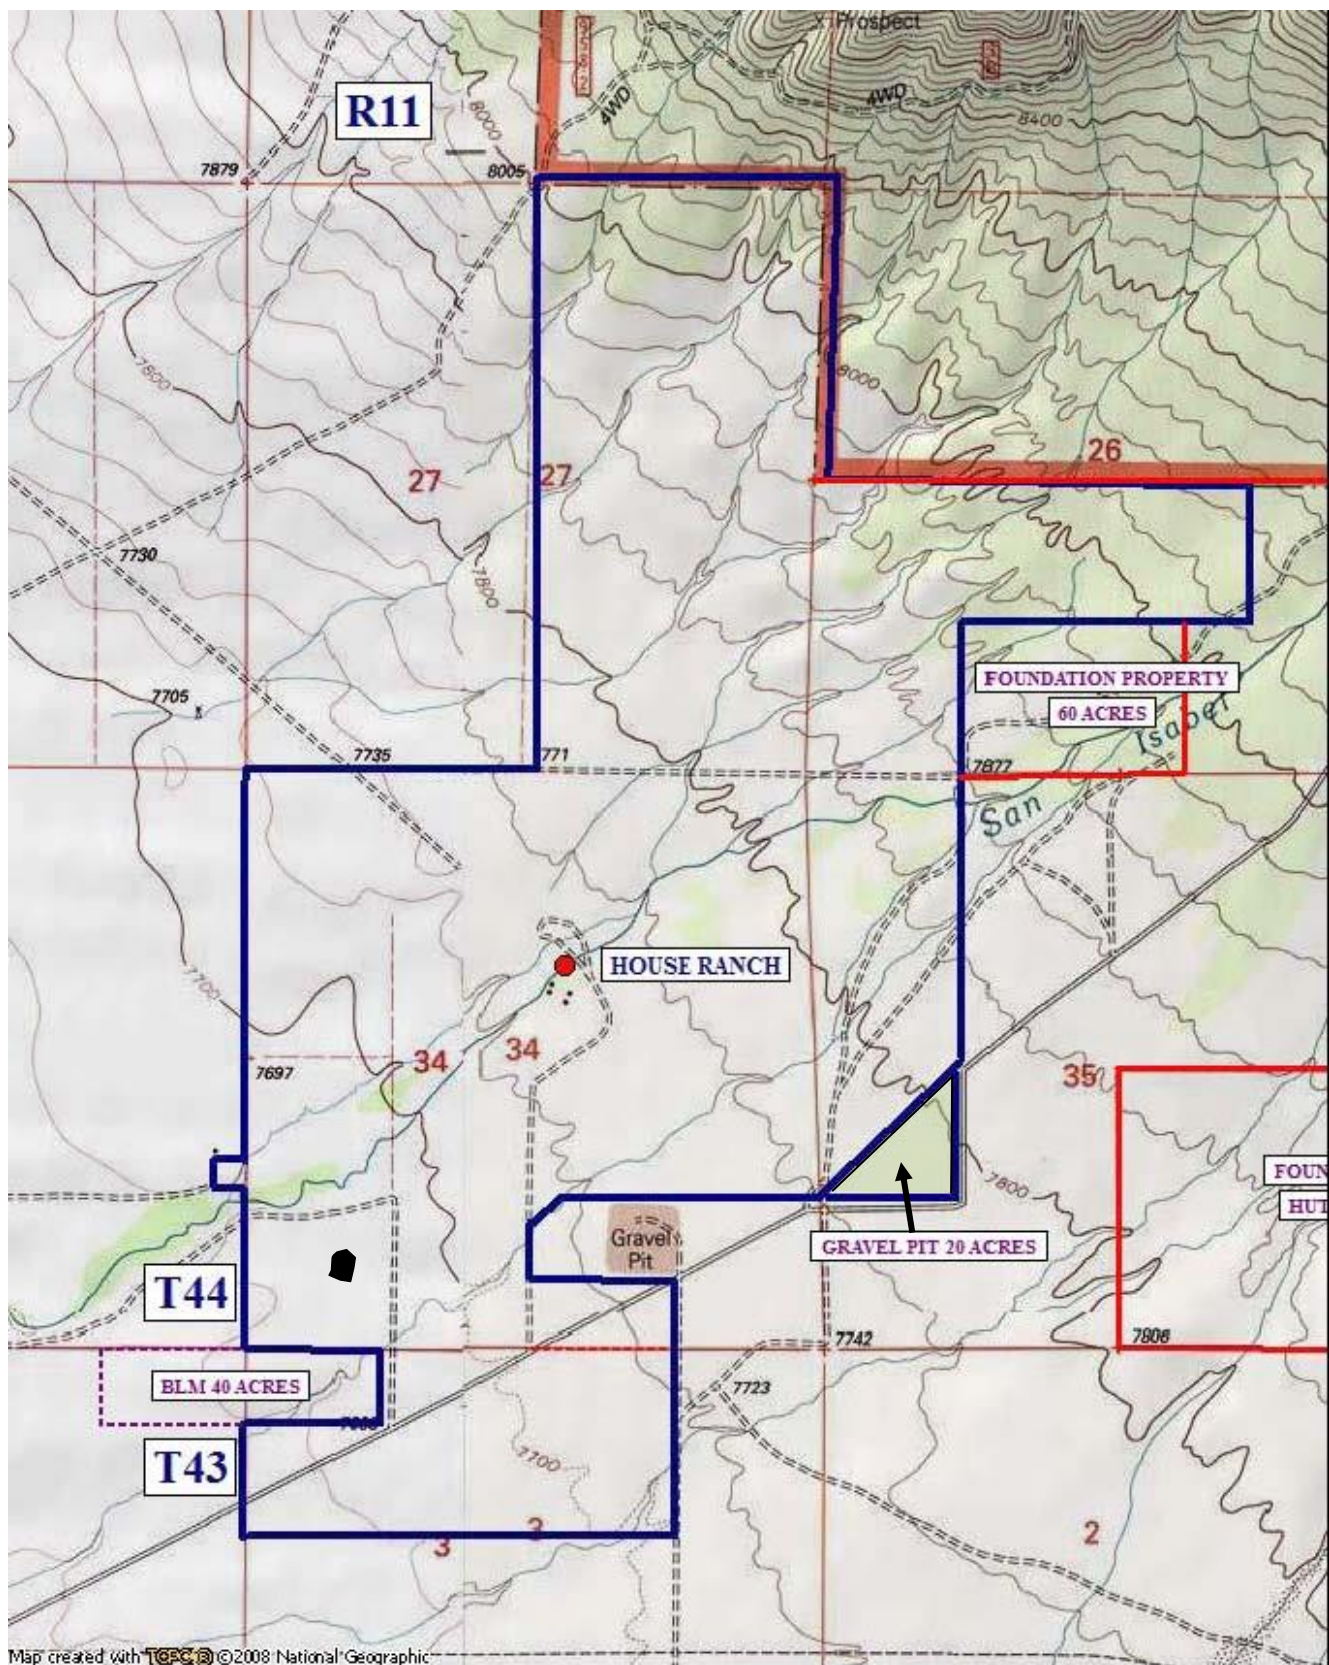 Prospect
R11
4WD
4WD
8400
8000
7879
8005
7800
8000
26
27
27
7730
7800
FOUNDATION PROPERTY
60 ACRES
7705
Isabel
7735
771
7877
San
HOUSE RANCH
7700
34
34
35
7697
FOUN
7800
HUT
Gravel
Pit
GRAVEL PIT 20 ACRES
T44
7742
7806
BLM 40 ACRES
7723
T43
7700
3
3
2
Map created with TOPO! ©2008 National Geographic